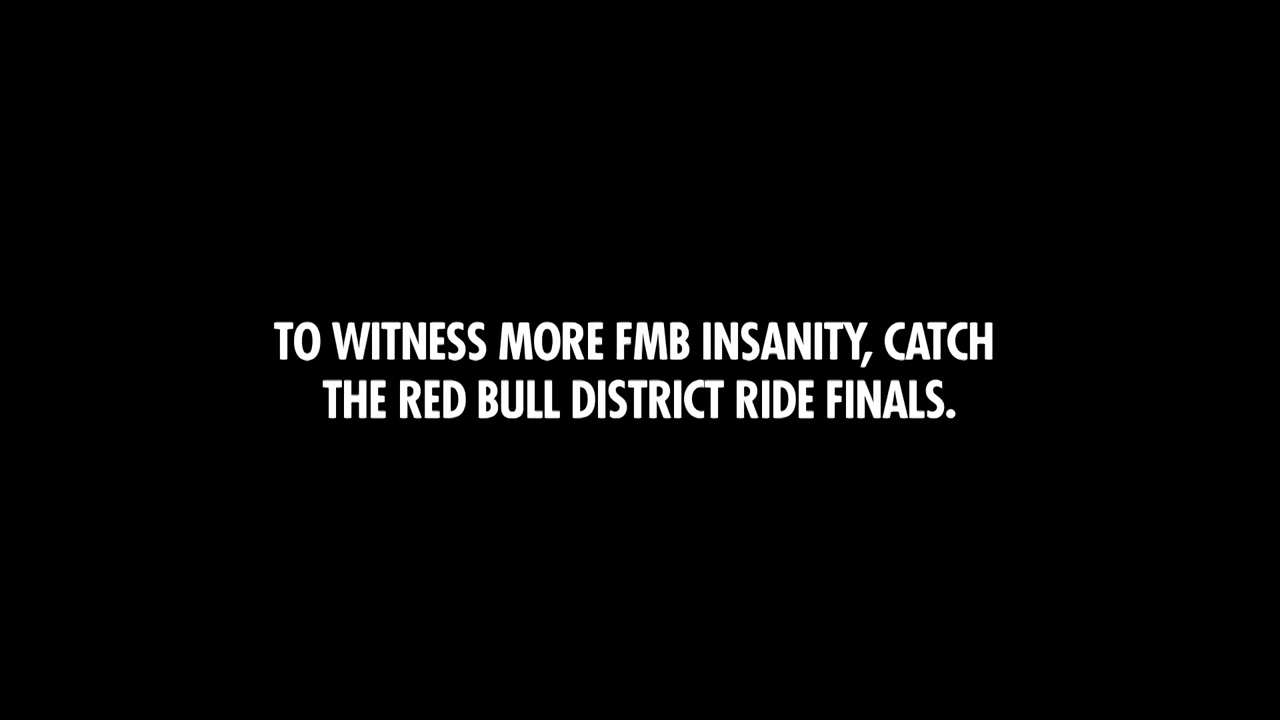 TO WITNESS MORE FMB INSANITY, CATCH
THE RED BULL DISTRICT RIDE FINALS.